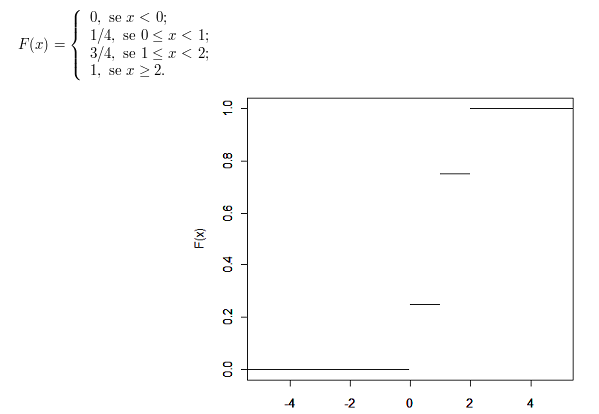 F(x) = { 0, se x < 0;
1/4, se 0 ≤ x < 1;
3/4, se 1 ≤ x < 2;
1, se x ≥ 2.
1.0
0.8
0.6
F(x)
0.4
0.2
0.0
-4 -2 0 2 4